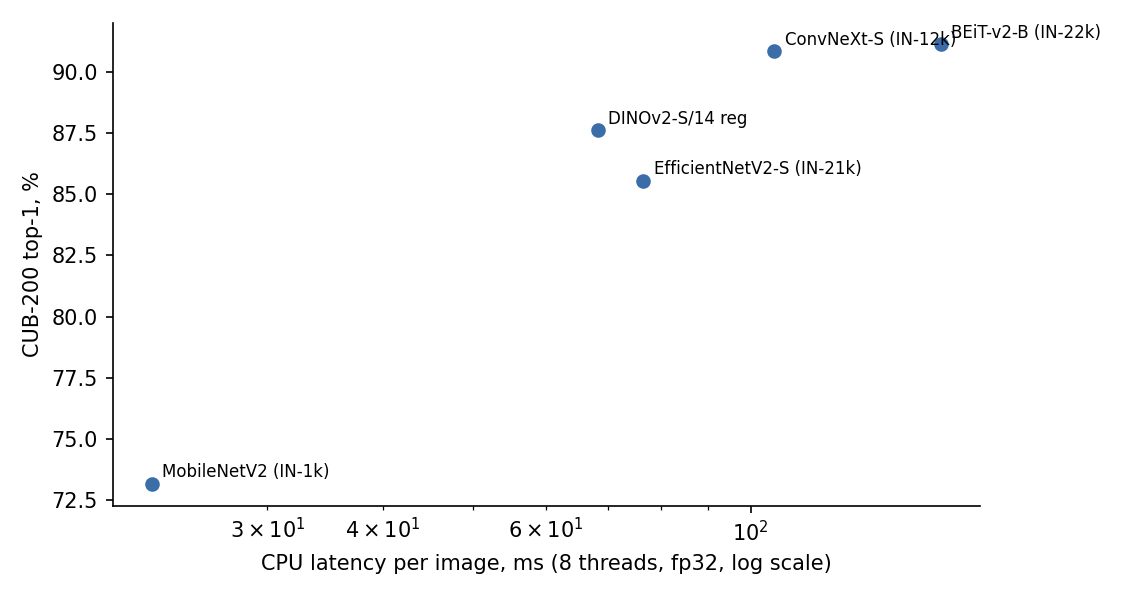 BEiT-v2-B (IN-22k)
ConvNeXt-S (IN-12k)
DINOv2-S/14 reg
EfficientNetV2-S (IN-21k)
MobileNetV2 (IN-1k)
CUB-200 top-1, %
90.0
87.5
85.0
82.5
80.0
77.5
75.0
72.5
3 × 10¹ 4 × 10¹ 6 × 10¹ 10²
CPU latency per image, ms (8 threads, fp32, log scale)